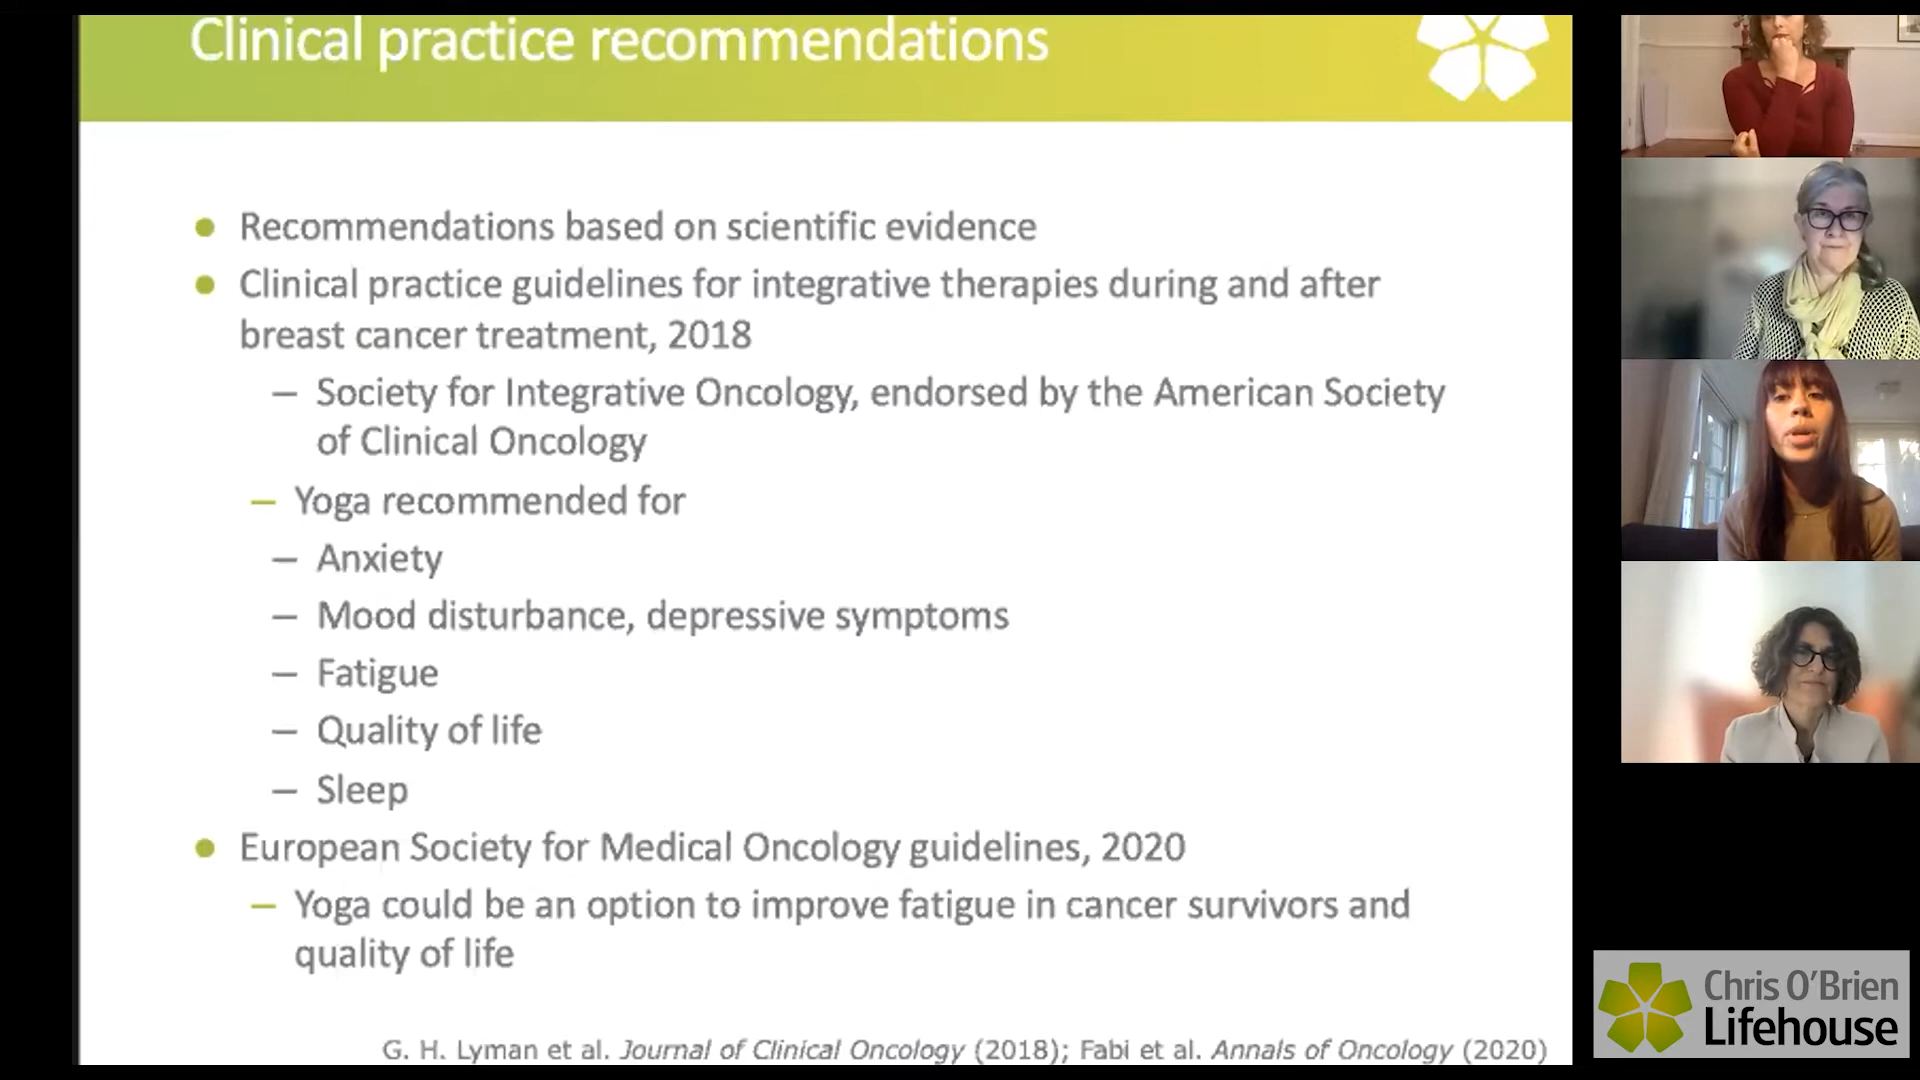 Clinical practice recommendations
Recommendations based on scientific evidence
Clinical practice guidelines for integrative therapies during and after
breast cancer treatment, 2018
— Society for Integrative Oncology, endorsed by the American Society
of Clinical Oncology
— Yoga recommended for
— Anxiety
— Mood disturbance, depressive symptoms
— Fatigue
— Quality of life
— Sleep
European Society for Medical Oncology guidelines, 2020
— Yoga could be an option to improve fatigue in cancer survivors and
quality of life
G. H. Lyman et al. Journal of Clinical Oncology (2018); Fabi et al. Annals of Oncology (2020)
Chris O'Brien
Lifehouse